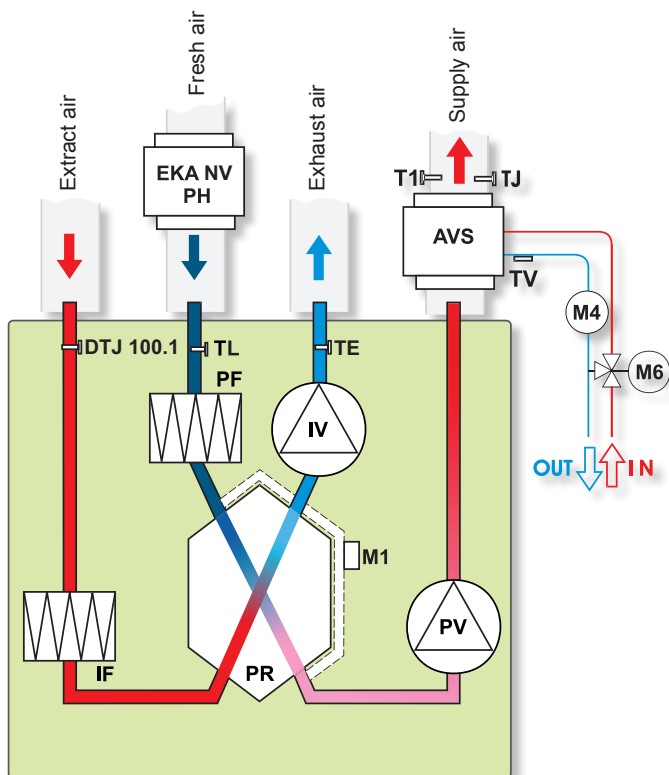 Extract air
Fresh air
Exhaust air
Supply air
EKA NV
PH
T1
TJ
AVS
TV
M4
M6
OUT
IN
DTJ 100.1
TL
TE
PF
IV
M1
IF
PR
PV